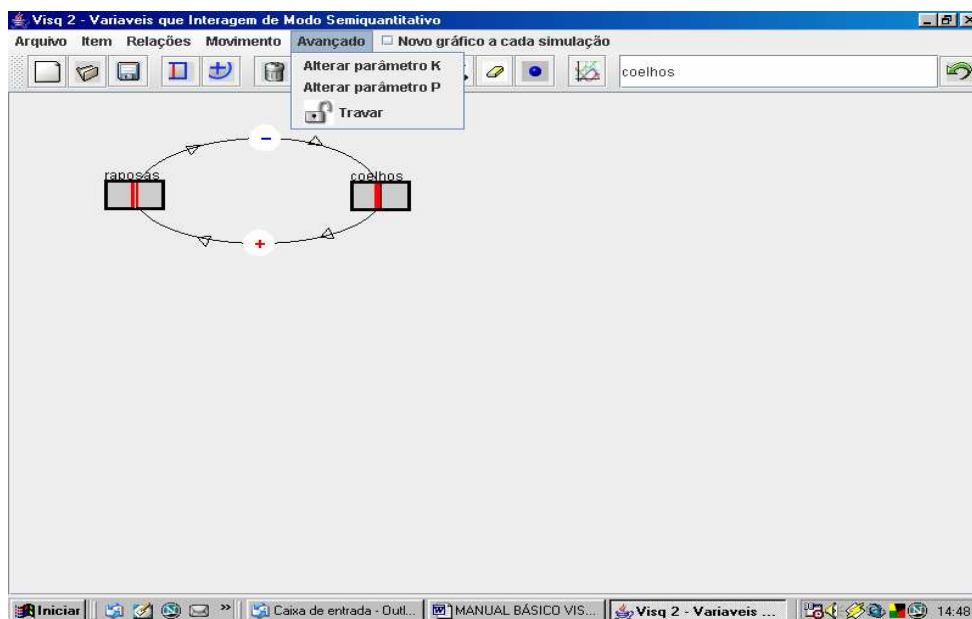 Visq 2 - Variaveis que Interagem de Modo Semiquantitativo
Arquivo Item Relações Movimento Avançado Novo gráfico a cada simulação
coelhos
Alterar parâmetro K
Alterar parâmetro P
Travar
-
raposas coelhos
+
Iniciar » Caixa de entrada - Outl... MANUAL BÁSICO VIS... Visq 2 - Variaveis ... 14:48